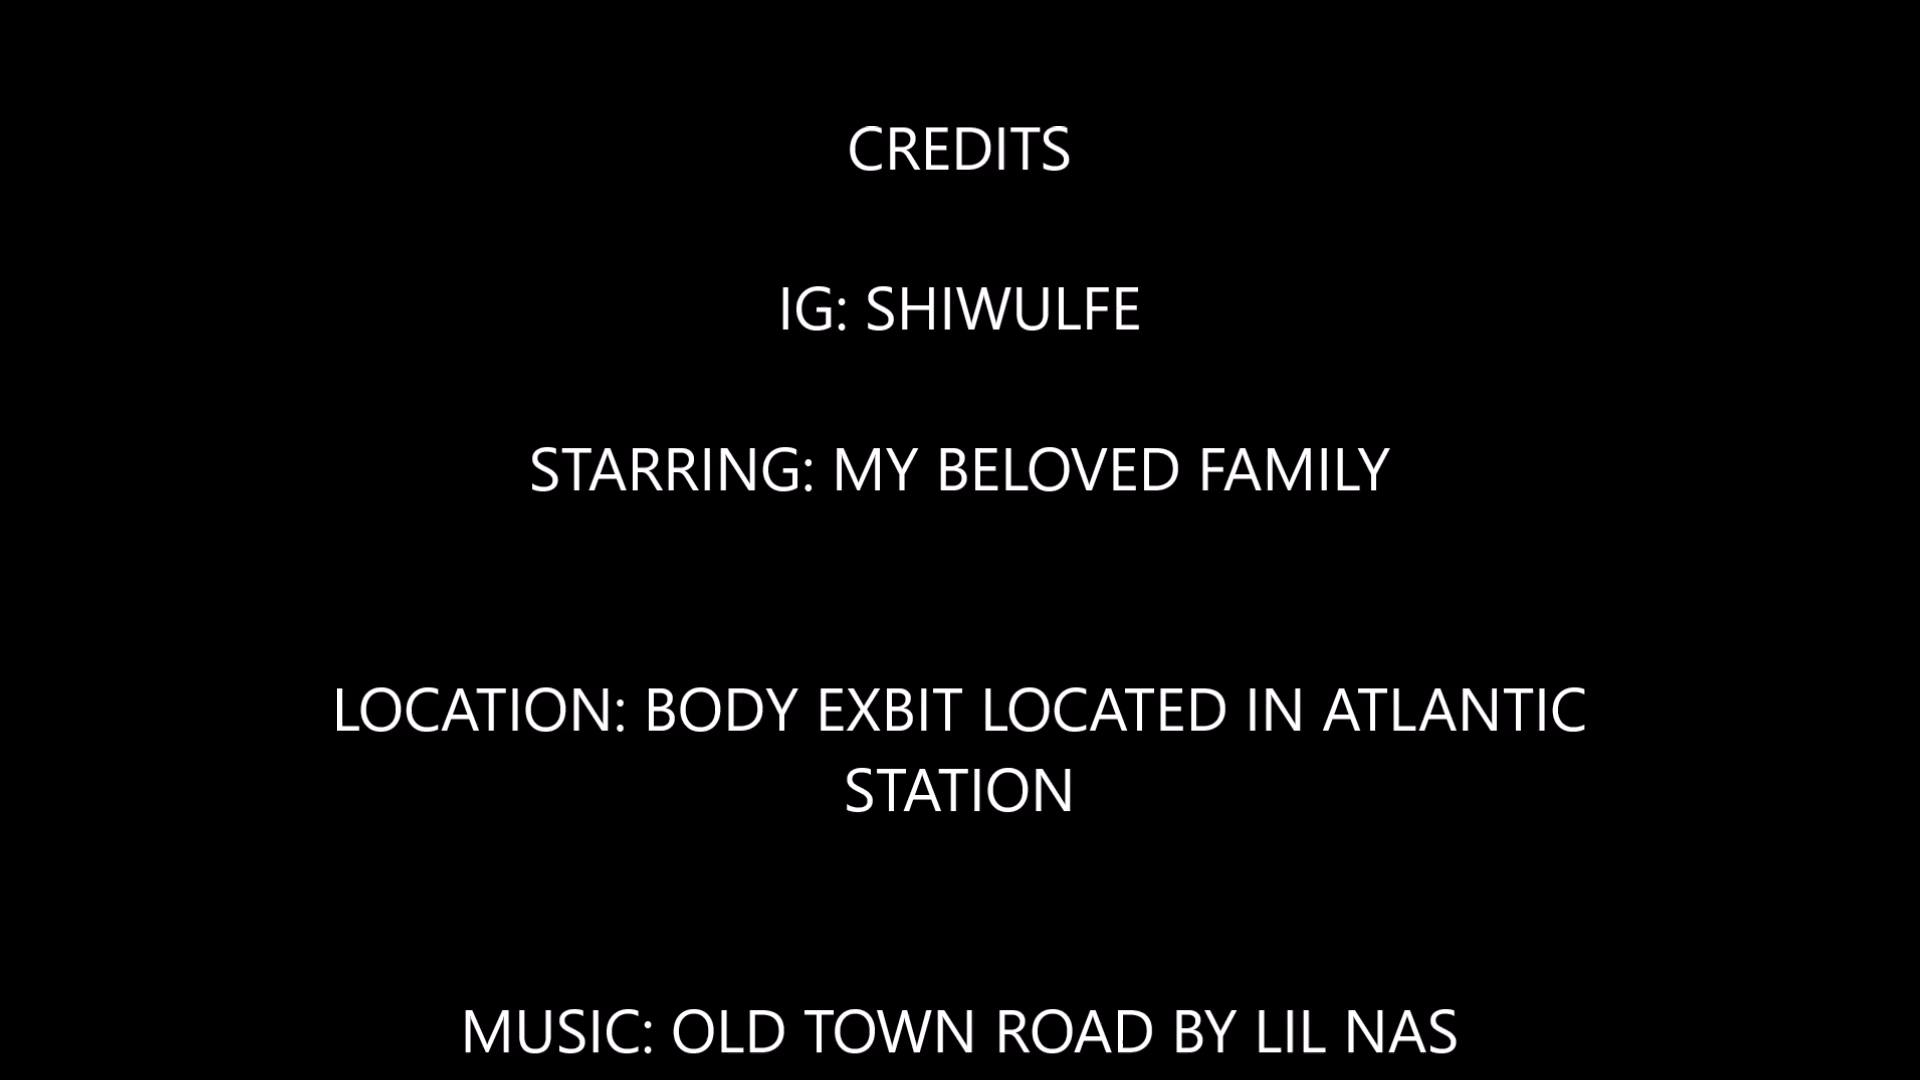 CREDITS
IG: SHIWULFE
STARRING: MY BELOVED FAMILY
LOCATION: BODY EXBIT LOCATED IN ATLANTIC
STATION
MUSIC: OLD TOWN ROAD BY LIL NAS